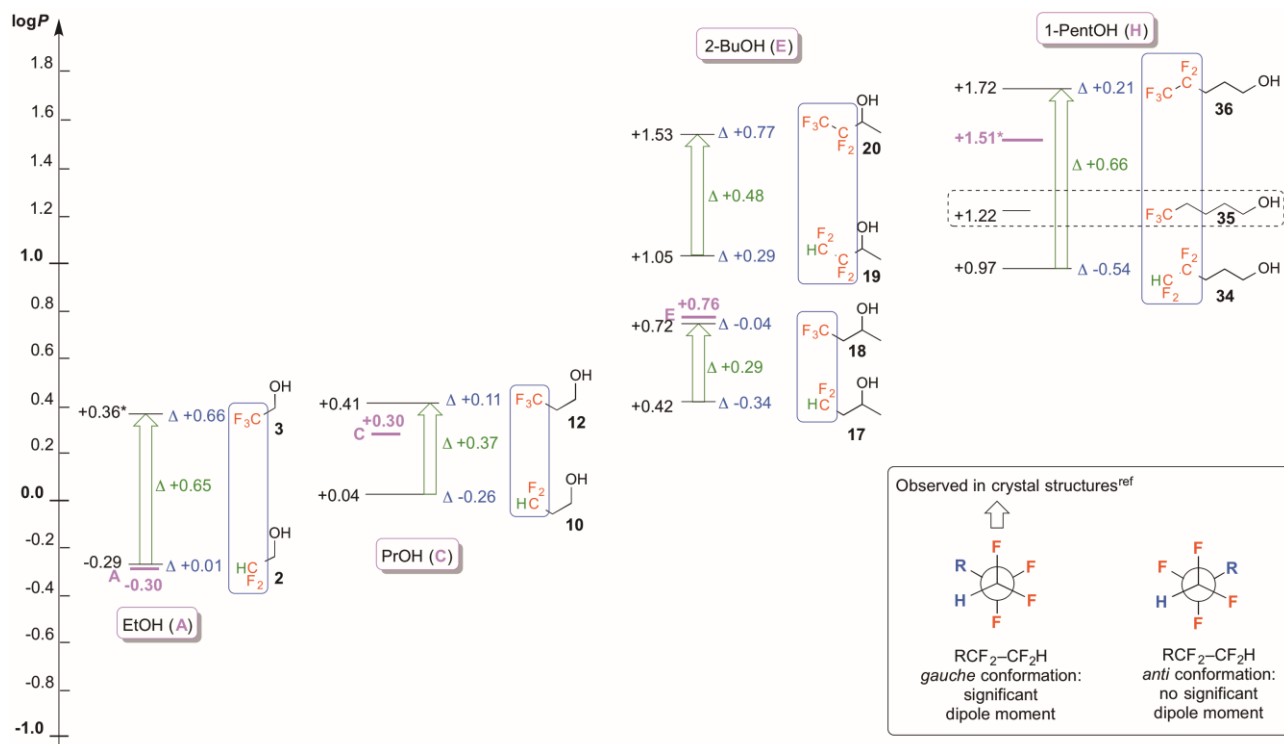 logP
1.8
1.6
1.4
1.2
1.0
0.8
0.6
0.4
0.2
0.0
-0.2
-0.4
-0.6
-0.8
-1.0
+0.36*
Δ +0.66
Δ +0.65
-0.29
A
-0.30
Δ +0.01
OH
F3C
3
OH
HC
F2
2
EtOH (A)
+0.41
Δ +0.11
+0.30
C
Δ +0.37
+0.04
Δ -0.26
OH
F3C
12
OH
F2
HC
10
PrOH (C)
2-BuOH (E)
+1.53
Δ +0.77
Δ +0.48
+1.05
Δ +0.29
OH
F3C
C
F2
20
OH
F2
HC
C
F2
19
+0.76
E
+0.72
Δ -0.04
Δ +0.29
+0.42
Δ -0.34
OH
F3C
18
OH
F2
HC
17
1-PentOH (H)
+1.72
Δ +0.21
+1.51*
Δ +0.66
+1.22
+0.97
Δ -0.54
F2
C
F3C
OH
36
F3C
OH
35
F2
C
HC
F2
OH
34
Observed in crystal structuresref
F
R
F
H
F
F
F
F
R
H
F
F
RCF2–CF2H
gauche conformation:
significant
dipole moment
RCF2–CF2H
anti conformation:
no significant
dipole moment